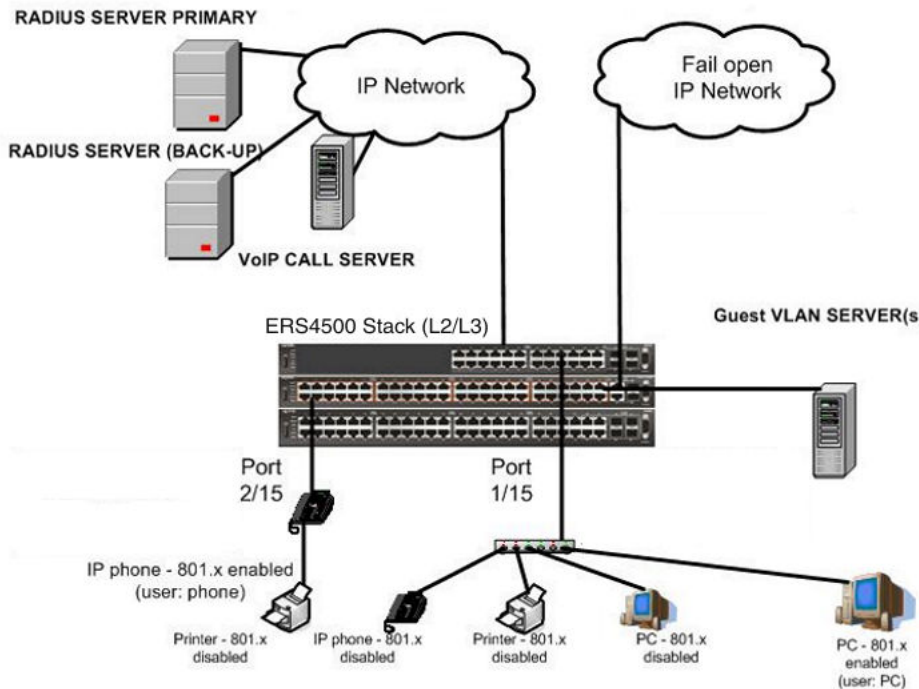 RADIUS SERVER PRIMARY
IP Network
Fail open
IP Network
RADIUS SERVER (BACK-UP)
VoIP CALL SERVER
ERS4500 Stack (L2/L3)
Guest VLAN SERVER(s
Port
2/15
Port
1/15
IP phone - 801.x enabled
(user: phone)
Printer - 801.x
disabled
IP phone - 801.x
disabled
Printer - 801.x
disabled
PC - 801.x
disabled
PC - 801.x
enabled
(user: PC)